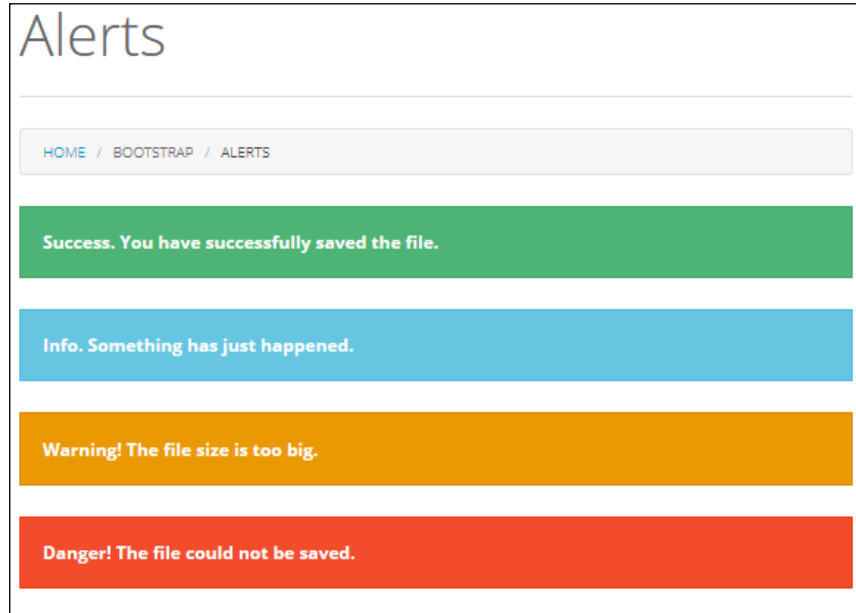 Alerts
HOME / BOOTSTRAP / ALERTS
Success. You have successfully saved the file.
Info. Something has just happened.
Warning! The file size is too big.
Danger! The file could not be saved.